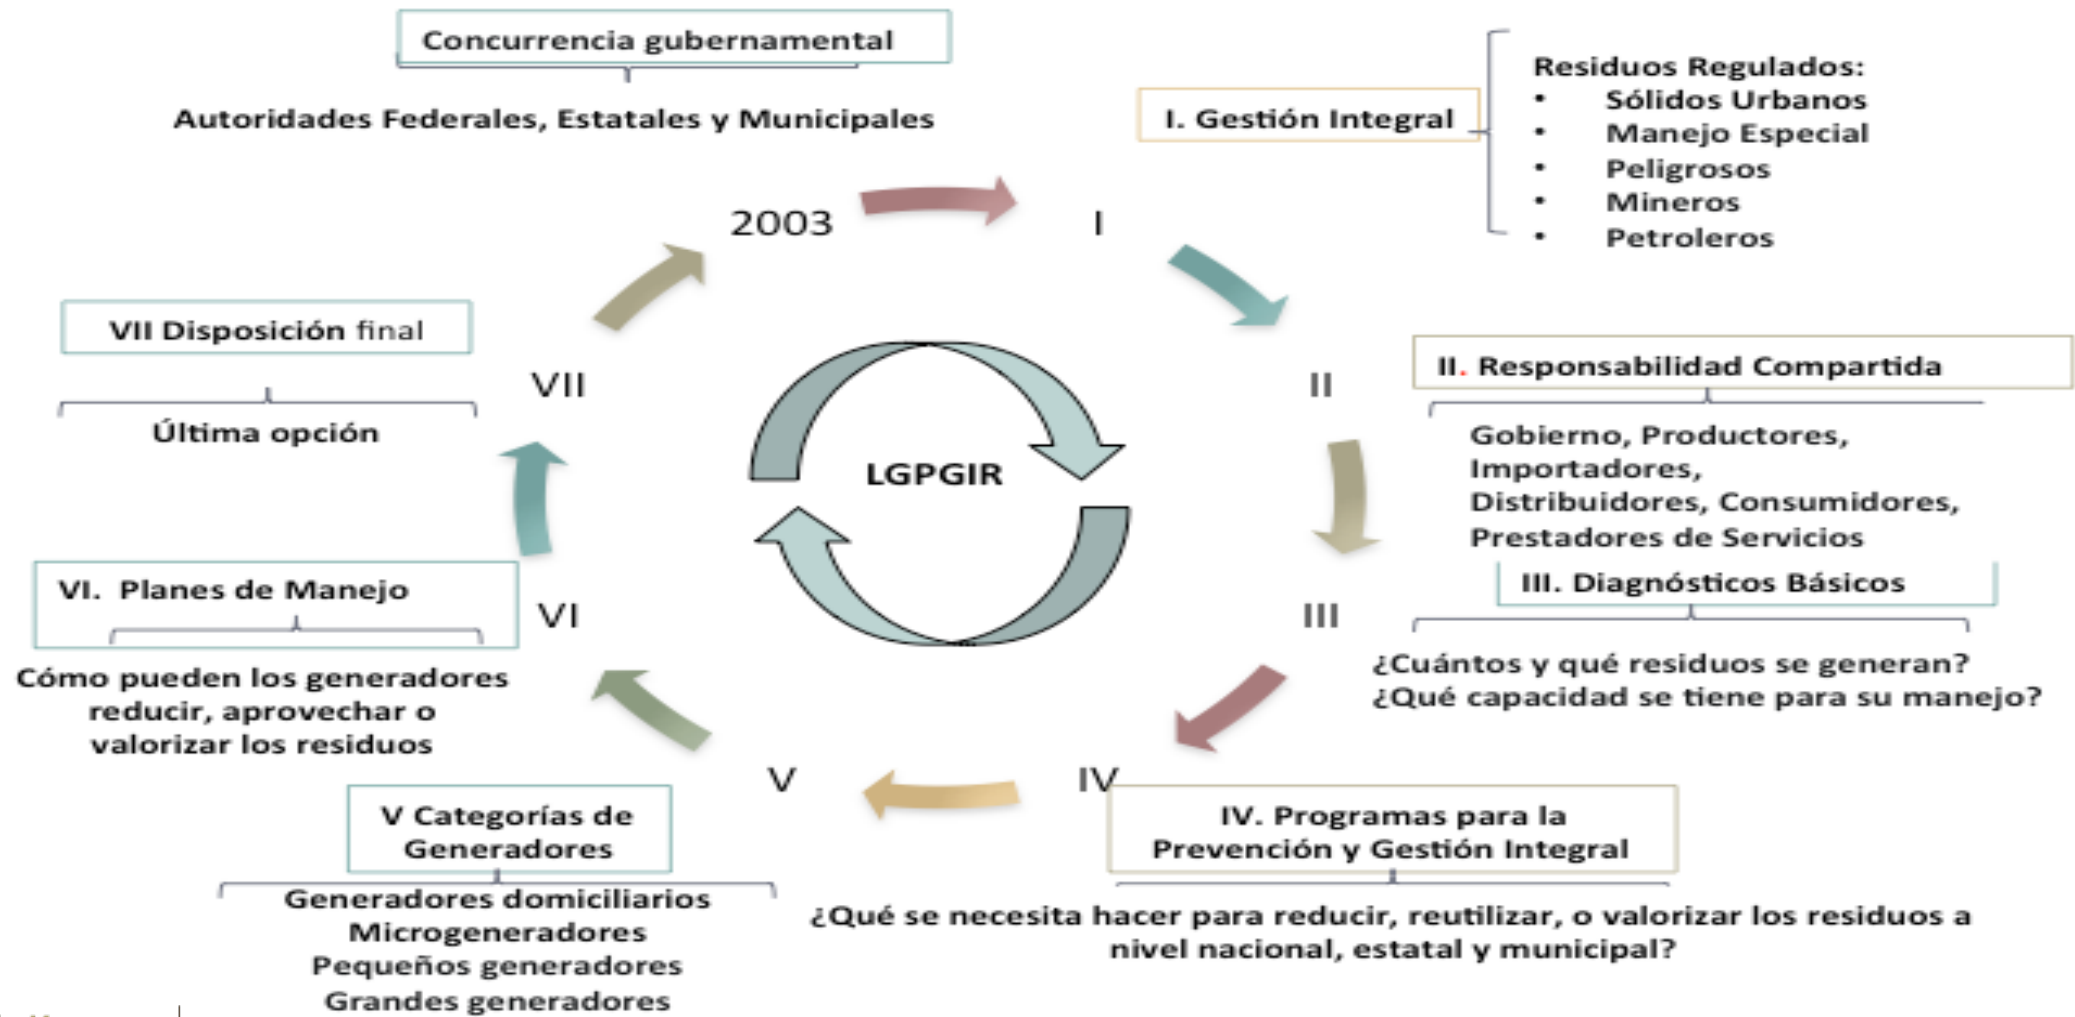 Concurrencia gubernamental
Autoridades Federales, Estatales y Municipales
I. Gestión Integral
Residuos Regulados:
• Sólidos Urbanos
• Manejo Especial
• Peligrosos
• Mineros
• Petroleros
2003
I
II
III
IV
V
VI
VII
LGPGIR
II. Responsabilidad Compartida
Gobierno, Productores,
Importadores,
Distribuidores, Consumidores,
Prestadores de Servicios
III. Diagnósticos Básicos
¿Cuántos y qué residuos se generan?
¿Qué capacidad se tiene para su manejo?
IV. Programas para la
Prevención y Gestión Integral
¿Qué se necesita hacer para reducir, reutilizar, o valorizar los residuos a
nivel nacional, estatal y municipal?
V Categorías de
Generadores
Generadores domiciliarios
Microgeneradores
Pequeños generadores
Grandes generadores
VI. Planes de Manejo
Cómo pueden los generadores
reducir, aprovechar o
valorizar los residuos
VII Disposición final
Última opción